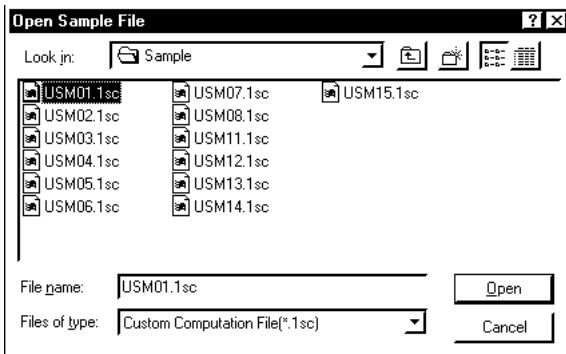 Open Sample File
Look in: Sample
USM01.1sc USM07.1sc USM15.1sc
USM02.1sc USM08.1sc
USM03.1sc USM11.1sc
USM04.1sc USM12.1sc
USM05.1sc USM13.1sc
USM06.1sc USM14.1sc
File name: USM01.1sc Open
Files of type: Custom Computation File(*.1sc) Cancel